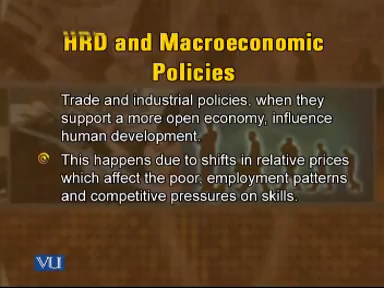 HRD and Macroeconomic
Policies
Trade and industrial policies, when they
support a more open economy, influence
human development.
This happens due to shifts in relative prices
which affect the poor, employment patterns
and competitive pressures on skills.
VU